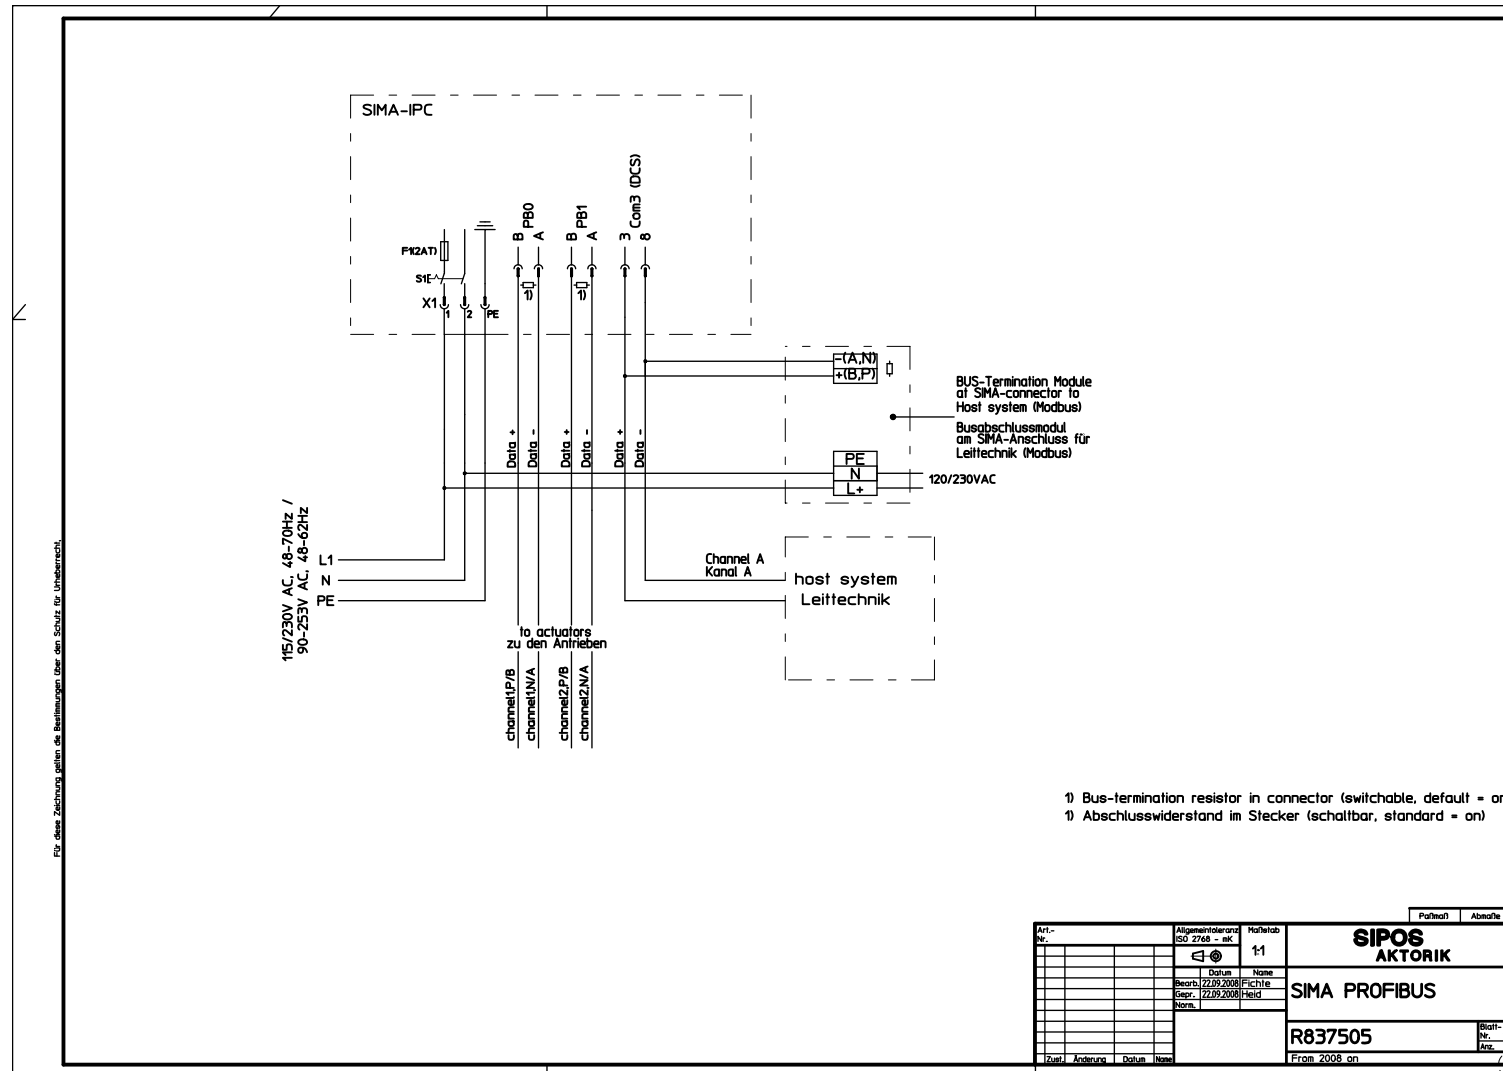 SIMA-IPC
Com3 (DCS)
PB0
PB1
B
A
B
A
3
8
F1(2AT)
S1
1)
1)
X1
1
2
PE
-(A,N)
+(B,P)
BUS-Termination Module
at SIMA-connector to
Host system (Modbus)
Busabschlussmodul
am SIMA-Anschluss für
Leittechnik (Modbus)
Data +
Data -
Data +
Data -
Data +
Data -
PE
N
L+
120/230VAC
115/230V AC, 48-70Hz /
90-253V AC, 48-62Hz
L1
N
PE
Channel A
Kanal A
host system
Leittechnik
to actuators
zu den Antrieben
channel1,P/B
channel1,N/A
channel2,P/B
channel2,N/A
Für diese Zeichnung gelten die Bestimmungen über den Schutz für Urheberrecht.
1) Bus-termination resistor in connector (switchable, default = on
1) Abschlusswiderstand im Stecker (schaltbar, standard = on)
Paßmaß
Abmaße
Art.-
Nr.
Allgemeintoleranz
ISO 2768 - mK
Maßstab
1:1
SIPOS
AKTORIK
Datum
Name
Bearb.
22.09.2008
Fichte
Gepr.
22.09.2008
Heid
Norm.
SIMA PROFIBUS
R837505
Blatt-
Nr.
Anz.
Zust.
Änderung
Datum
Name
From 2008 on